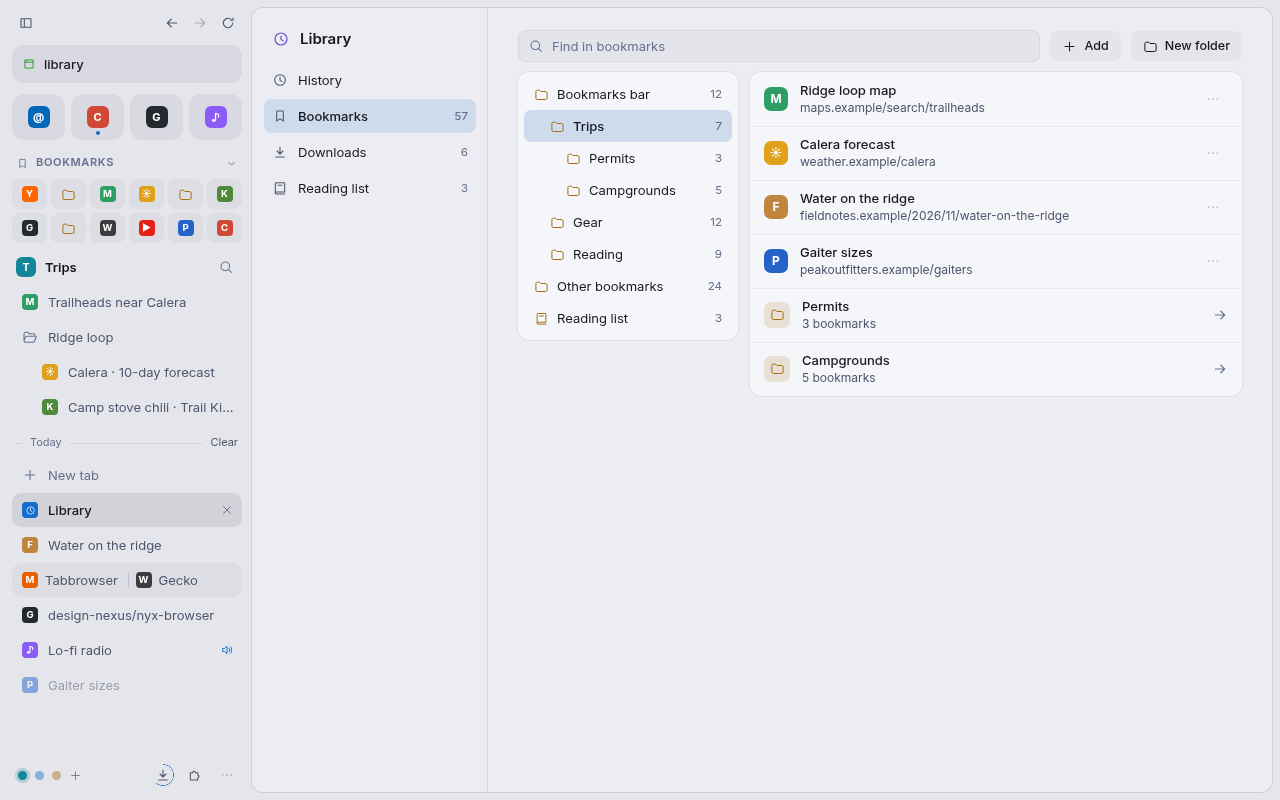 library
@
C
G
BOOKMARKS
Y
M
K
G
W
P
C
T Trips
M Trailheads near Calera
Ridge loop
Calera · 10-day forecast
K Camp stove chili · Trail Ki...
Today
Clear
New tab
Library
F Water on the ridge
M Tabbrowser
W Gecko
G design-nexus/nyx-browser
Lo-fi radio
P Gaiter sizes
Library
History
Bookmarks 57
Downloads 6
Reading list 3
Find in bookmarks
Add
New folder
Bookmarks bar 12
Trips 7
Permits 3
Campgrounds 5
Gear 12
Reading 9
Other bookmarks 24
Reading list 3
M
Ridge loop map
maps.example/search/trailheads
Calera forecast
weather.example/calera
F
Water on the ridge
fieldnotes.example/2026/11/water-on-the-ridge
P
Gaiter sizes
peakoutfitters.example/gaiters
Permits
3 bookmarks
Campgrounds
5 bookmarks